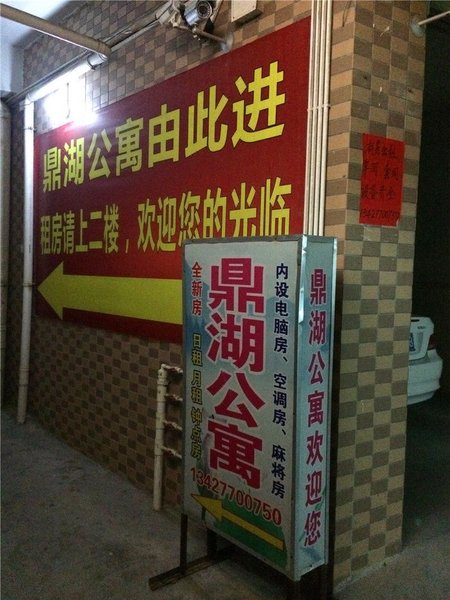 鼎湖公寓由此进
租房请上二楼，欢迎您的光临
全新房 日租 月租 钟点房
鼎湖公寓
内设电脑房、空调房、麻将房
13427700750
鼎湖公寓欢迎您